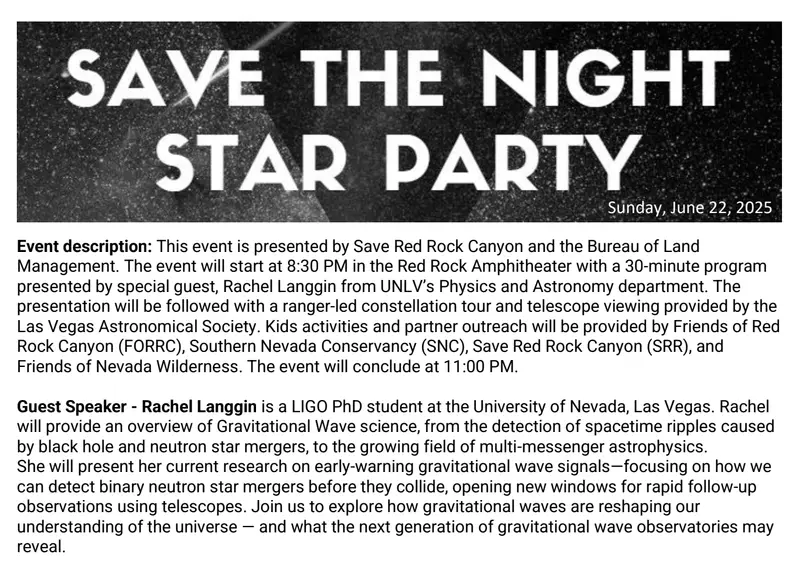 SAVE THE NIGHT
STAR PARTY
Sunday, June 22, 2025
Event description: This event is presented by Save Red Rock Canyon and the Bureau of Land
Management. The event will start at 8:30 PM in the Red Rock Amphitheater with a 30-minute program
presented by special guest, Rachel Langgin from UNLV's Physics and Astronomy department. The
presentation will be followed with a ranger-led constellation tour and telescope viewing provided by the
Las Vegas Astronomical Society. Kids activities and partner outreach will be provided by Friends of Red
Rock Canyon (FORRC), Southern Nevada Conservancy (SNC), Save Red Rock Canyon (SRR), and
Friends of Nevada Wilderness. The event will conclude at 11:00 PM.
Guest Speaker - Rachel Langgin is a LIGO PhD student at the University of Nevada, Las Vegas. Rachel
will provide an overview of Gravitational Wave science, from the detection of spacetime ripples caused
by black hole and neutron star mergers, to the growing field of multi-messenger astrophysics.
She will present her current research on early-warning gravitational wave signals—focusing on how we
can detect binary neutron star mergers before they collide, opening new windows for rapid follow-up
observations using telescopes. Join us to explore how gravitational waves are reshaping our
understanding of the universe — and what the next generation of gravitational wave observatories may
reveal.